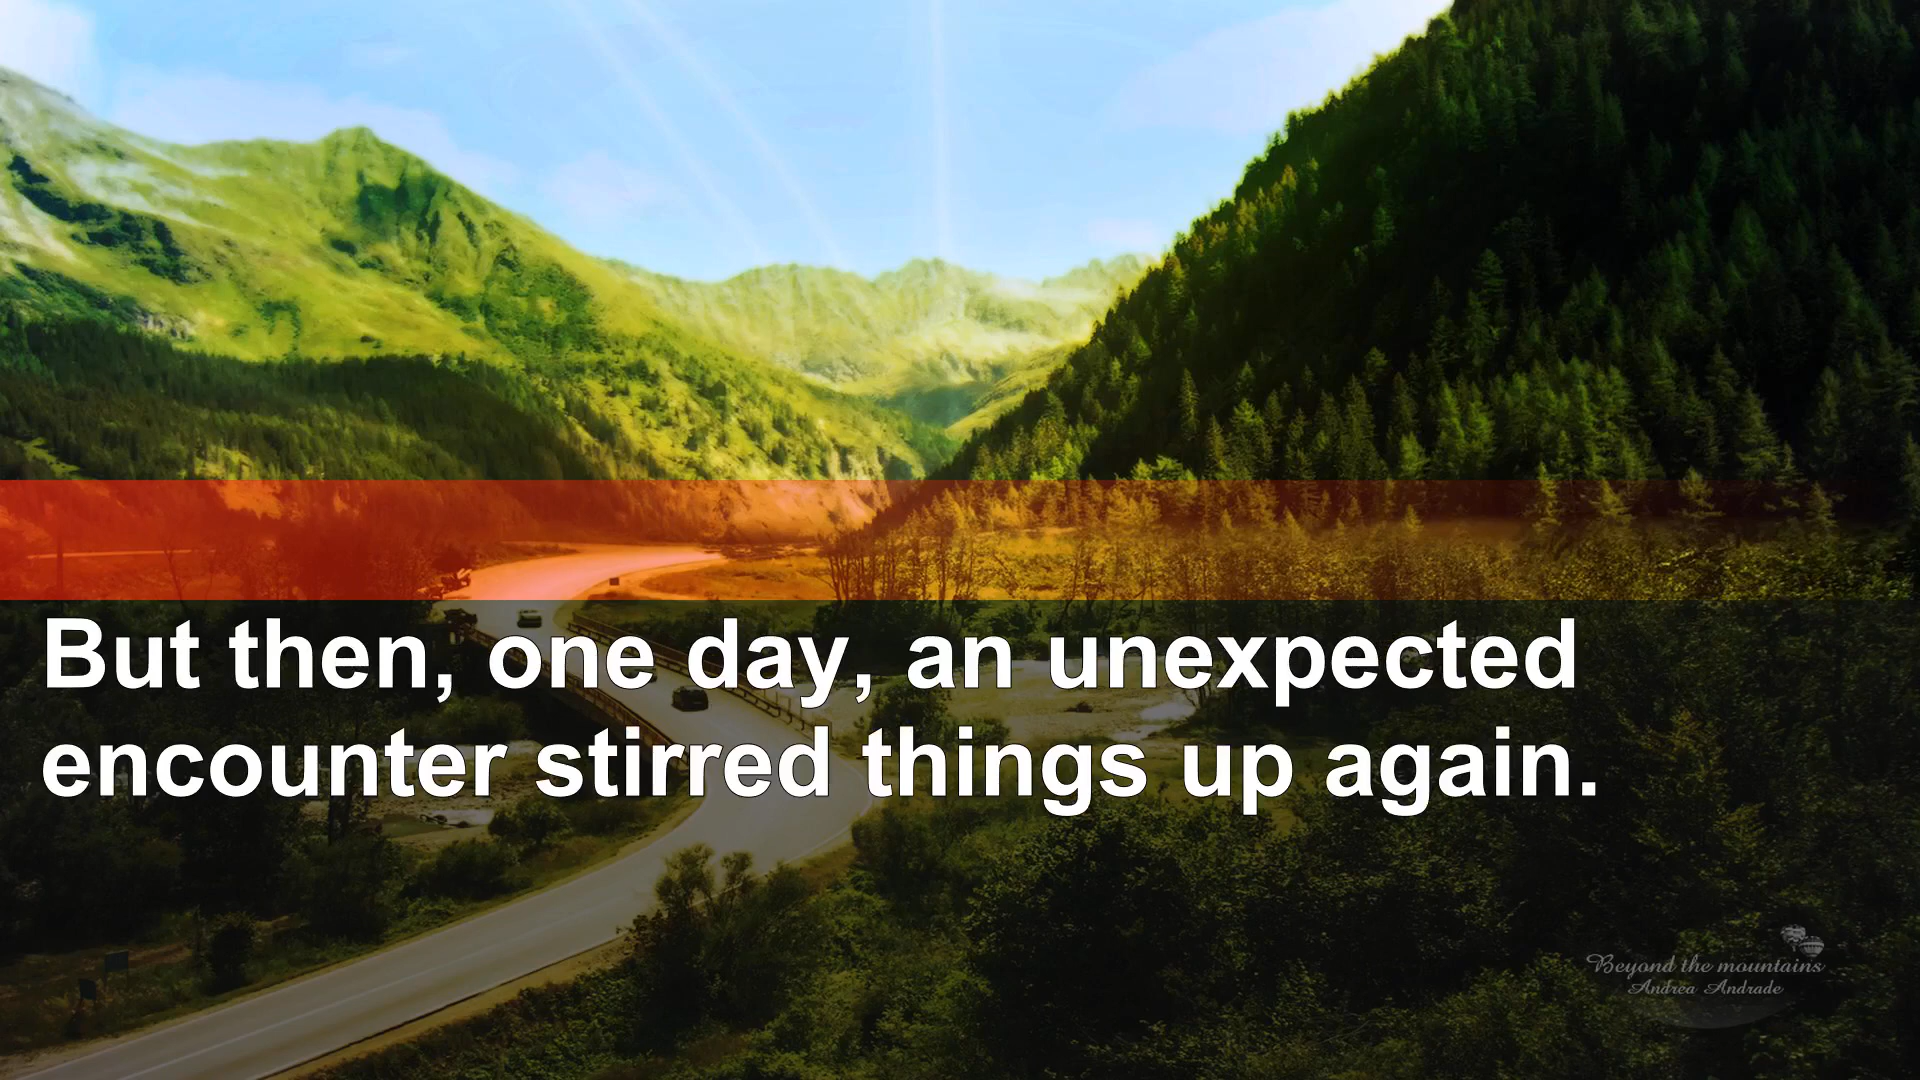 But then, one day, an unexpected
encounter stirred things up again.
Beyond the mountains
Andrea Andrade